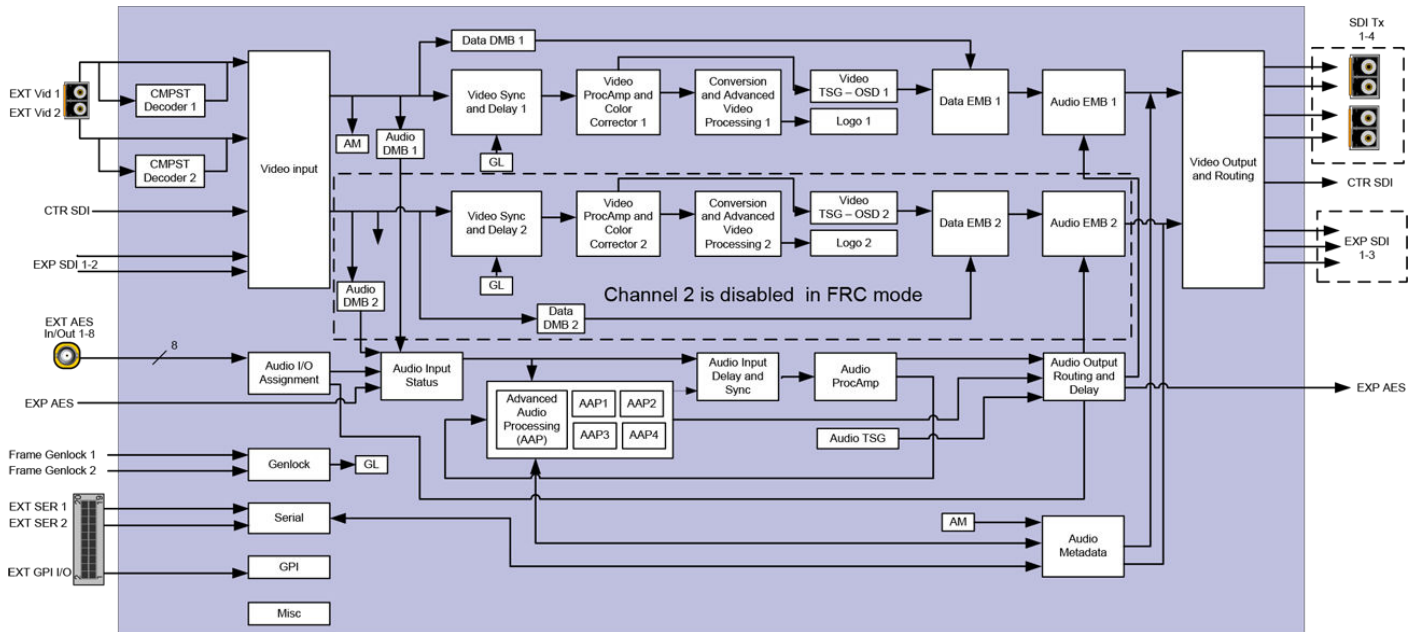 SDI Tx
1-4
EXT Vid 1
EXT Vid 2
CMPST
Decoder 1
CMPST
Decoder 2
CTR SDI
EXP SDI 1-2
Video input
Data DMB 1
AM
Audio
DMB 1
Video Sync
and Delay 1
GL
Video
ProcAmp and
Color
Corrector 1
Conversion
and Advanced
Video
Processing 1
Video
TSG – OSD 1
Logo 1
Data EMB 1
Audio EMB 1
Video Output
and Routing
CTR SDI
EXP SDI
1-3
Video Sync
and Delay 2
GL
Video
ProcAmp and
Color
Corrector 2
Conversion
and Advanced
Video
Processing 2
Video
TSG – OSD 2
Logo 2
Data EMB 2
Audio EMB 2
Audio
DMB 2
Data
DMB 2
Channel 2 is disabled in FRC mode
EXT AES
In/Out 1-8
8
Audio I/O
Assignment
Audio Input
Status
EXP AES
Advanced
Audio
Processing
(AAP)
AAP1
AAP2
AAP3
AAP4
Audio Input
Delay and
Sync
Audio
ProcAmp
Audio TSG
Audio Output
Routing and
Delay
EXP AES
Frame Genlock 1
Frame Genlock 2
Genlock
GL
EXT SER 1
EXT SER 2
20
19
2
1
Serial
AM
Audio
Metadata
EXT GPI I/O
GPI
Misc